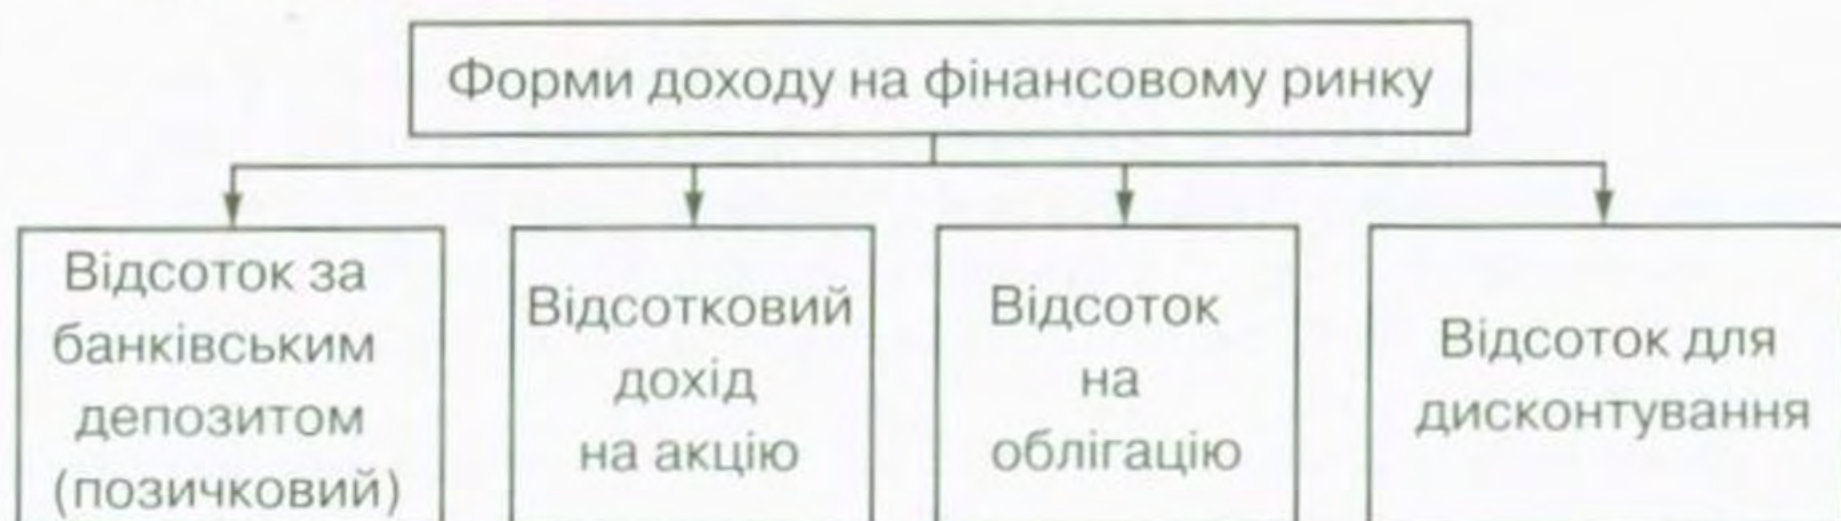 Форми доходу на фінансовому ринку
Відсоток за
банківським
депозитом
(позичковий)
Відсотковий
дохід
на акцію
Відсоток
на
облігацію
Відсоток для
дисконтування